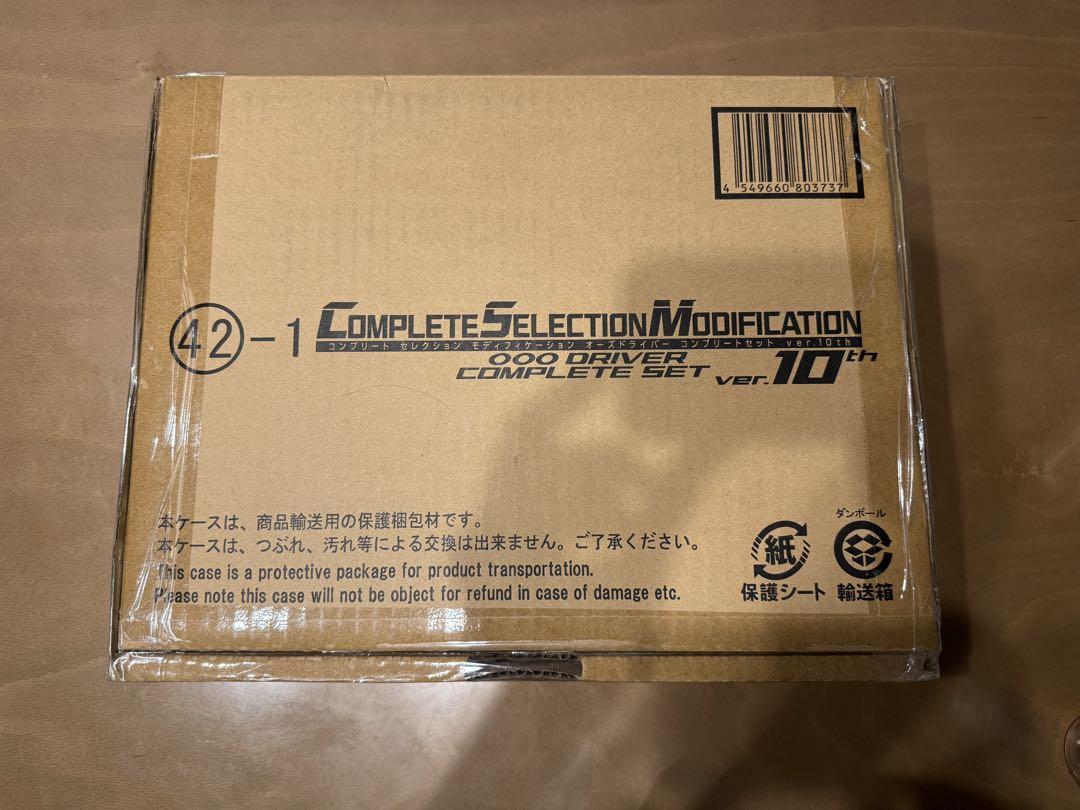 4 549660 803737
42-1
COMPLETE SELECTION MODIFICATION
コンプリート セレクション モディフィケーション オーズドライバー コンプリートセット ver.10th
OOO DRIVER
COMPLETE SET ver.10th
本ケースは、商品輸送用の保護梱包材です。
本ケースは、つぶれ、汚れ等による交換は出来ません。ご了承ください。
This case is a protective package for product transportation.
Please note this case will not be object for refund in case of damage etc.
紙
保護シート
ダンボール
輸送箱